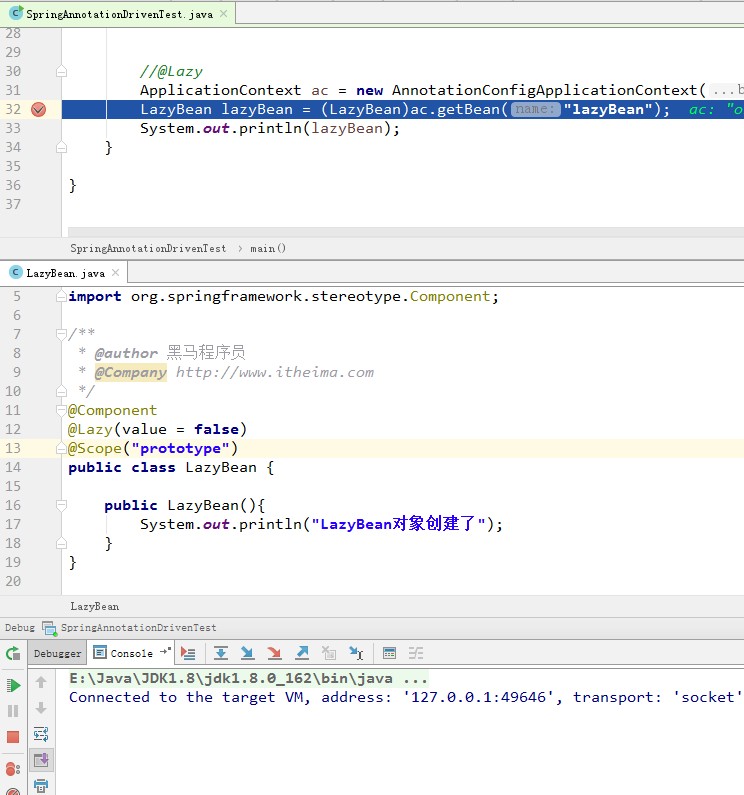 SpringAnnotationDrivenTest.java
28
29
30 //@Lazy
31 ApplicationContext ac = new AnnotationConfigApplicationContext(...b
32 LazyBean lazyBean = (LazyBean)ac.getBean( name: "lazyBean"); ac: "o
33 System.out.println(lazyBean);
34 }
35
36 }
37
SpringAnnotationDrivenTest > main()
LazyBean.java
5 import org.springframework.stereotype.Component;
6
7 /**
8 * @author 黑马程序员
9 * @Company http://www.itheima.com
10 */
11 @Component
12 @Lazy(value = false)
13 @Scope("prototype")
14 public class LazyBean {
15
16 public LazyBean(){
17 System.out.println("LazyBean对象创建了");
18 }
19 }
20
LazyBean
Debug SpringAnnotationDrivenTest
Debugger Console
E:\Java\JDK1.8\jdk1.8.0_162\bin\java ...
Connected to the target VM, address: '127.0.0.1:49646', transport: 'socket'